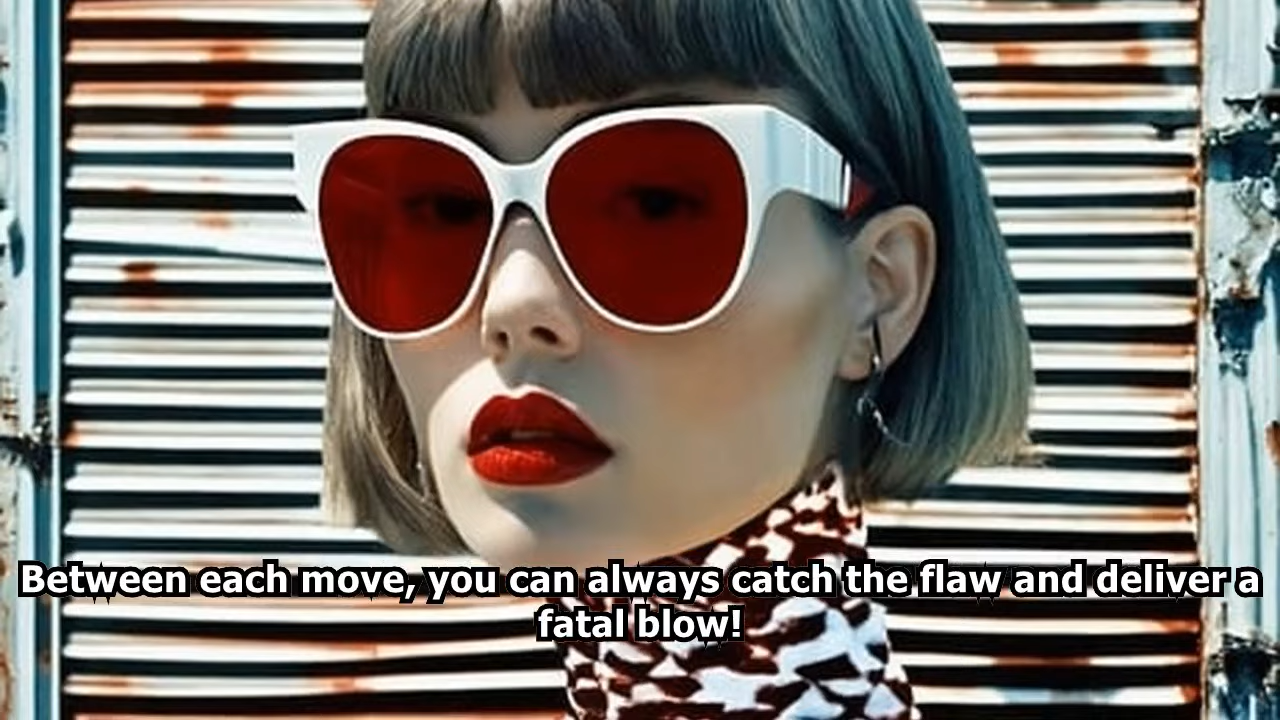 Between each move, you can always catch the flaw and deliver a
fatal blow!